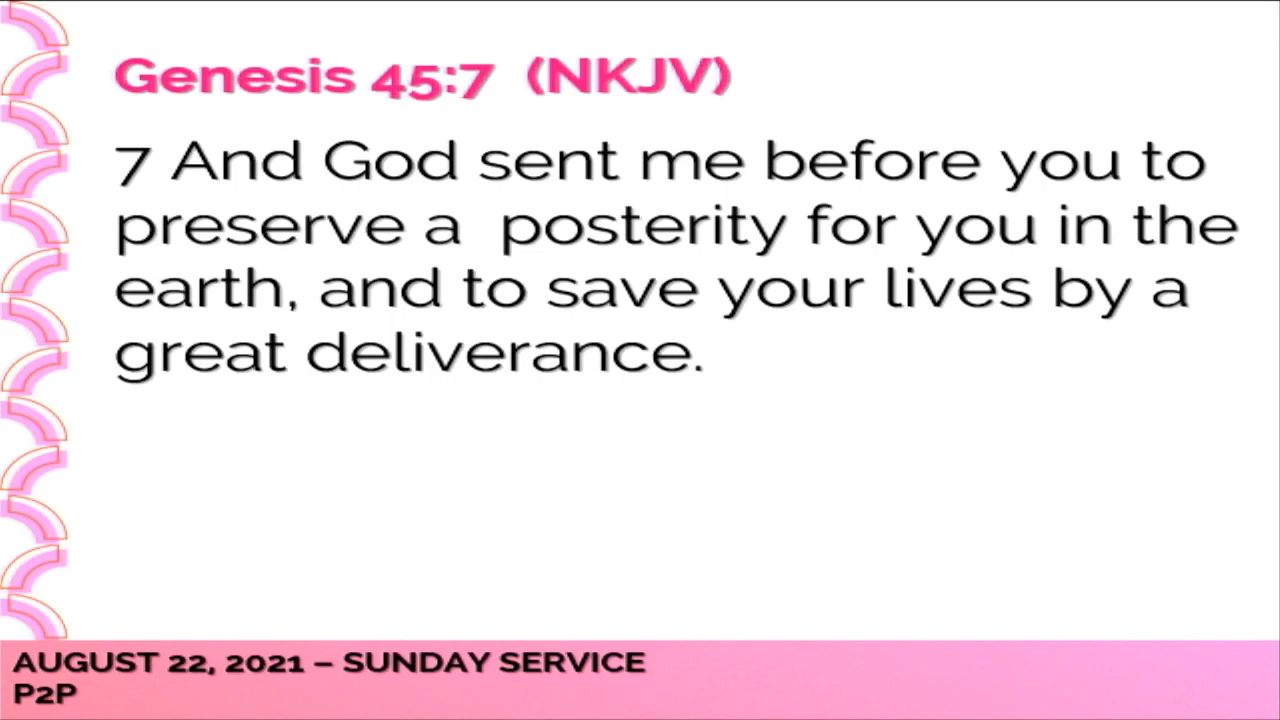 Genesis 45:7 (NKJV)
7 And God sent me before you to
preserve a posterity for you in the
earth, and to save your lives by a
great deliverance.
AUGUST 22, 2021 – SUNDAY SERVICE
P2P